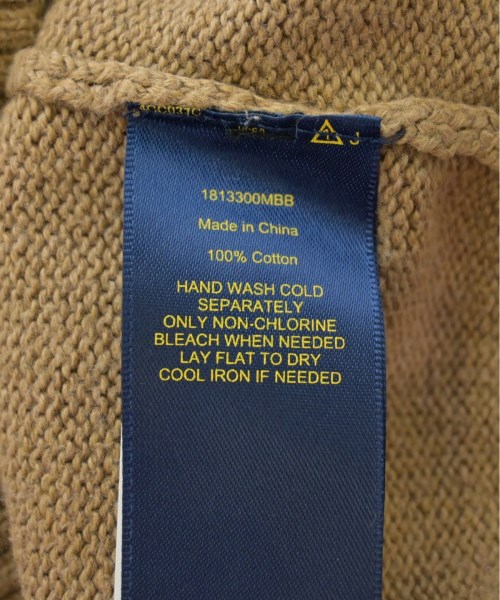 1813300MBB
Made in China
100% Cotton
HAND WASH COLD
SEPARATELY
ONLY NON-CHLORINE
BLEACH WHEN NEEDED
LAY FLAT TO DRY
COOL IRON IF NEEDED